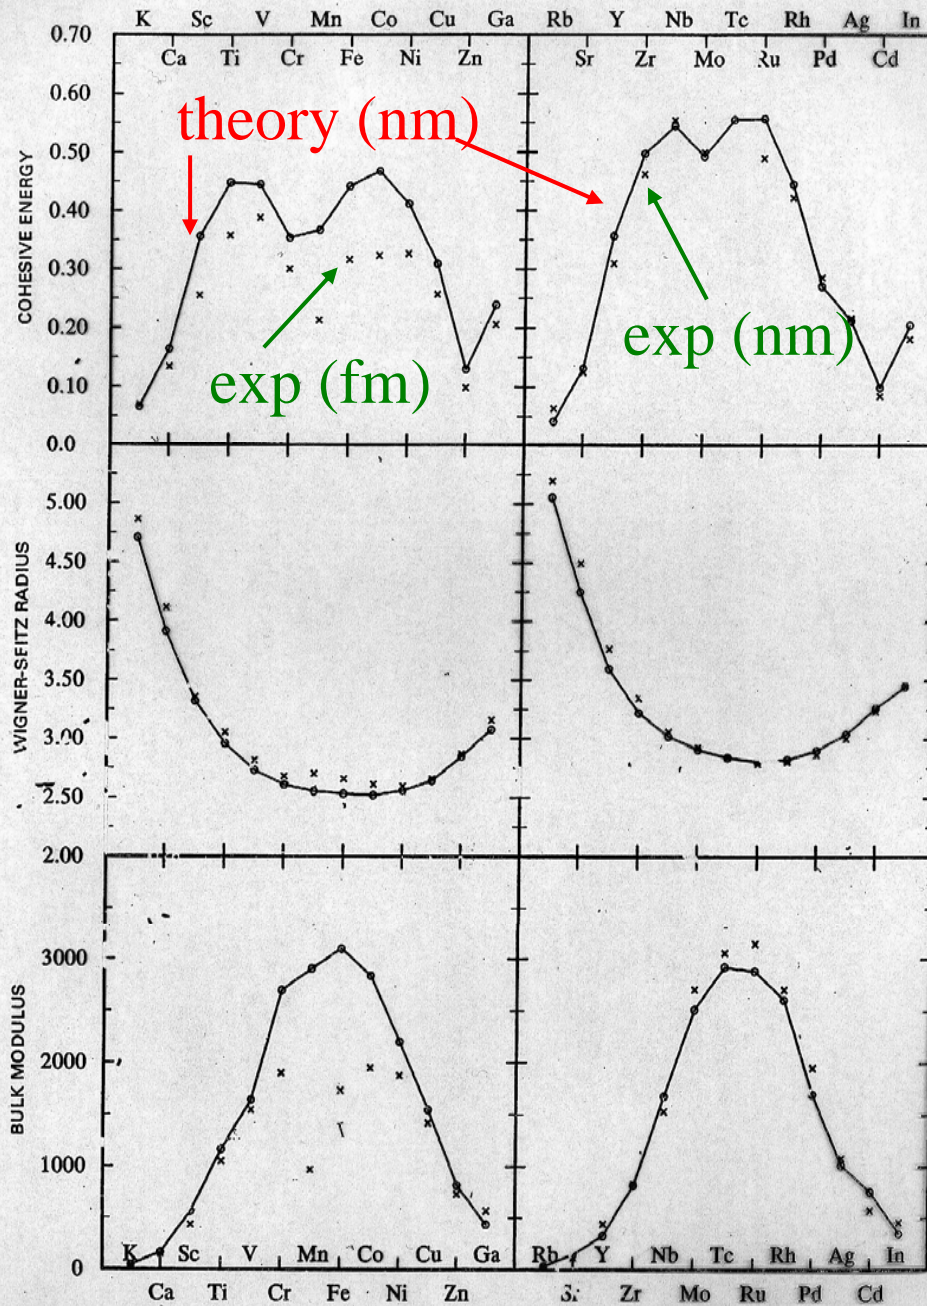 K Sc V Mn Co Cu Ga Rb Y Nb Tc Rh Ag In
0.70
Ca Ti Cr Fe Ni Zn Sr Zr Mo Ru Pd Cd
0.60
theory (nm)
0.50
0.40
COHESIVE ENERGY
0.30
exp (nm)
0.20
exp (fm)
0.10
0.0
5.00
4.50
4.00
WIGNER-SEITZ RADIUS
3.50
3.00
2.50
2.00
3000
2000
BULK MODULUS
1000
K Sc V Mn Co Cu Ga Rb Y Nb Tc Rh Ag In
0
Ca Ti Cr Fe Ni Zn Sr Zr Mo Ru Pd Cd